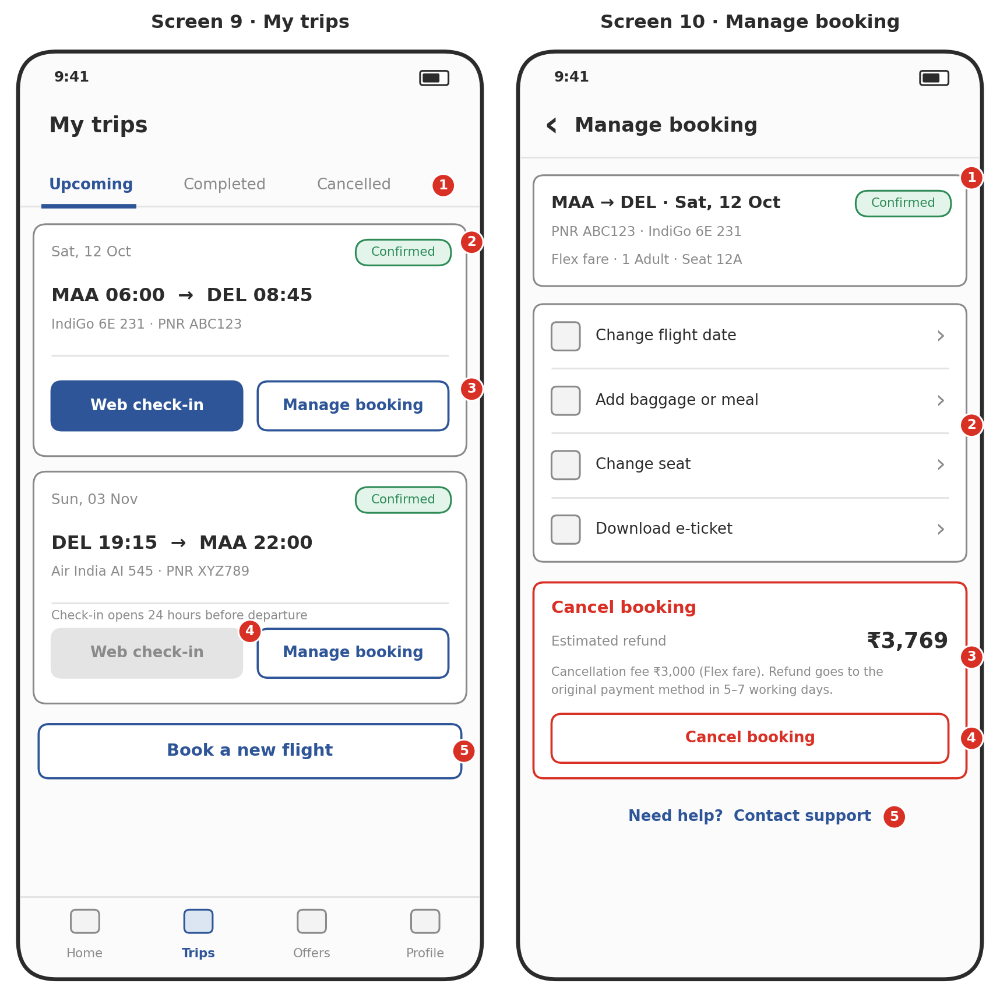 Screen 9 · My trips
9:41
My trips
Upcoming Completed Cancelled 1
Sat, 12 Oct Confirmed 2
MAA 06:00 → DEL 08:45
IndiGo 6E 231 · PNR ABC123
Web check-in Manage booking 3
Sun, 03 Nov Confirmed
DEL 19:15 → MAA 22:00
Air India AI 545 · PNR XYZ789
Check-in opens 24 hours before departure
4
Web check-in Manage booking
Book a new flight 5
Home Trips Offers Profile
Screen 10 · Manage booking
9:41
‹ Manage booking
1
MAA → DEL · Sat, 12 Oct Confirmed
PNR ABC123 · IndiGo 6E 231
Flex fare · 1 Adult · Seat 12A
Change flight date ›
Add baggage or meal ›
2
Change seat ›
Download e-ticket ›
Cancel booking
Estimated refund ₹3,769
3
Cancellation fee ₹3,000 (Flex fare). Refund goes to the
original payment method in 5–7 working days.
Cancel booking 4
Need help? Contact support 5